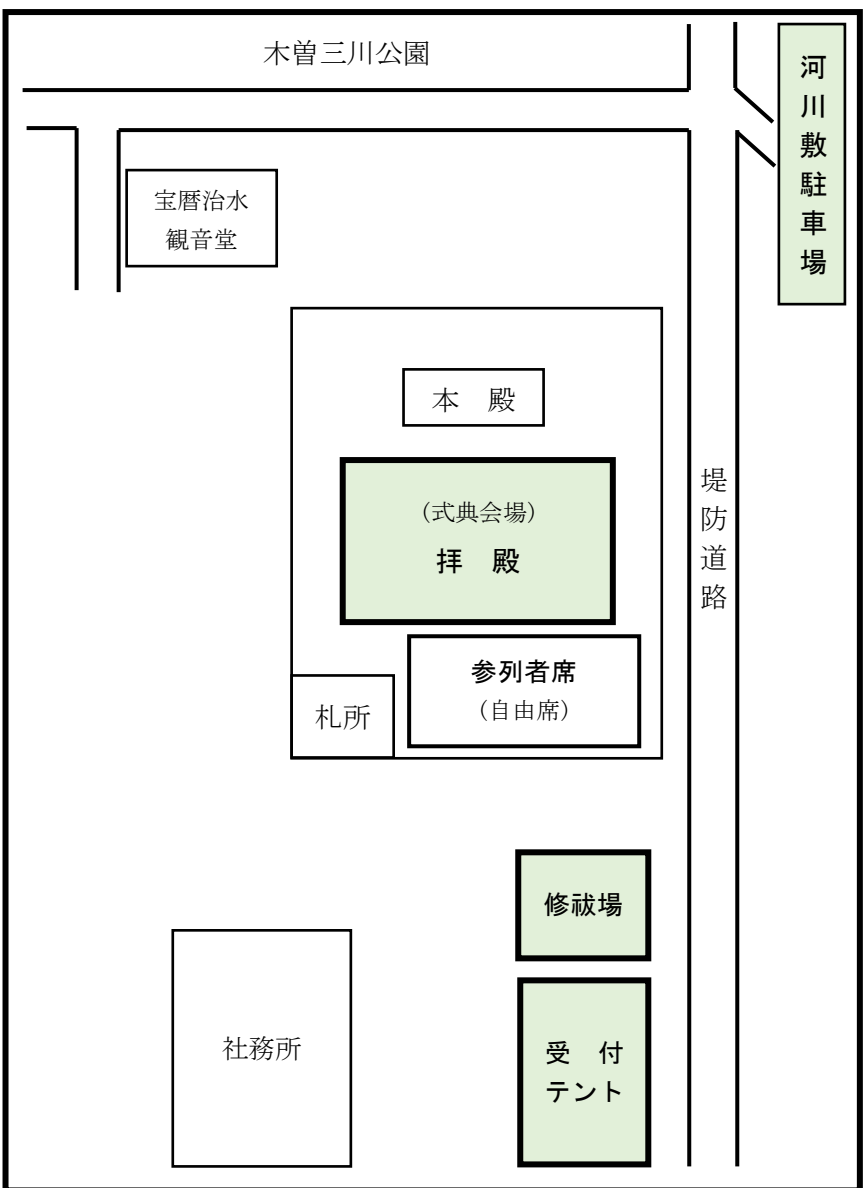 木曽三川公園
河川敷駐車場
宝暦治水
観音堂
本 殿
(式典会場)
拝 殿
堤防道路
参列者席
(自由席)
札所
修祓場
社務所
受 付
テント